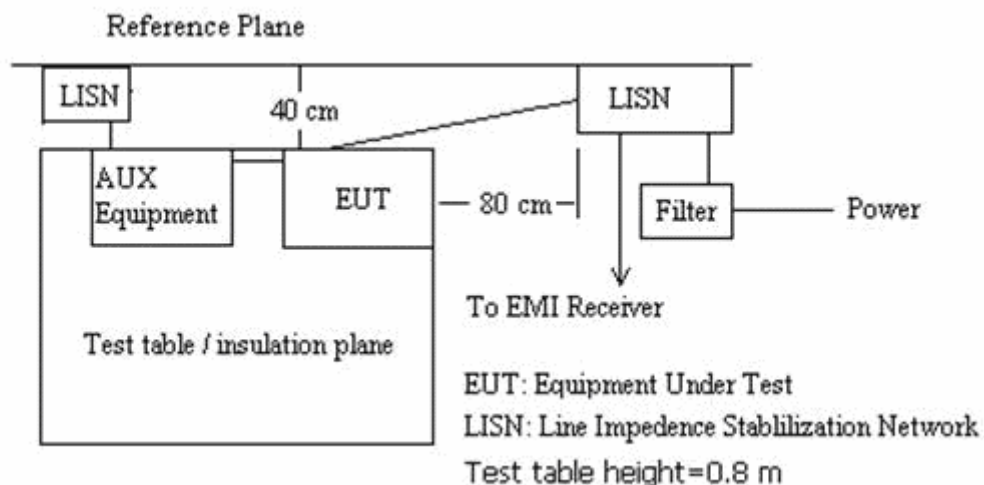 Reference Plane
LISN
40 cm
LISN
AUX
Equipment
EUT
80 cm
Filter
Power
To EMI Receiver
Test table / insulation plane
EUT: Equipment Under Test
LISN: Line Impedence Stablilization Network
Test table height=0.8 m